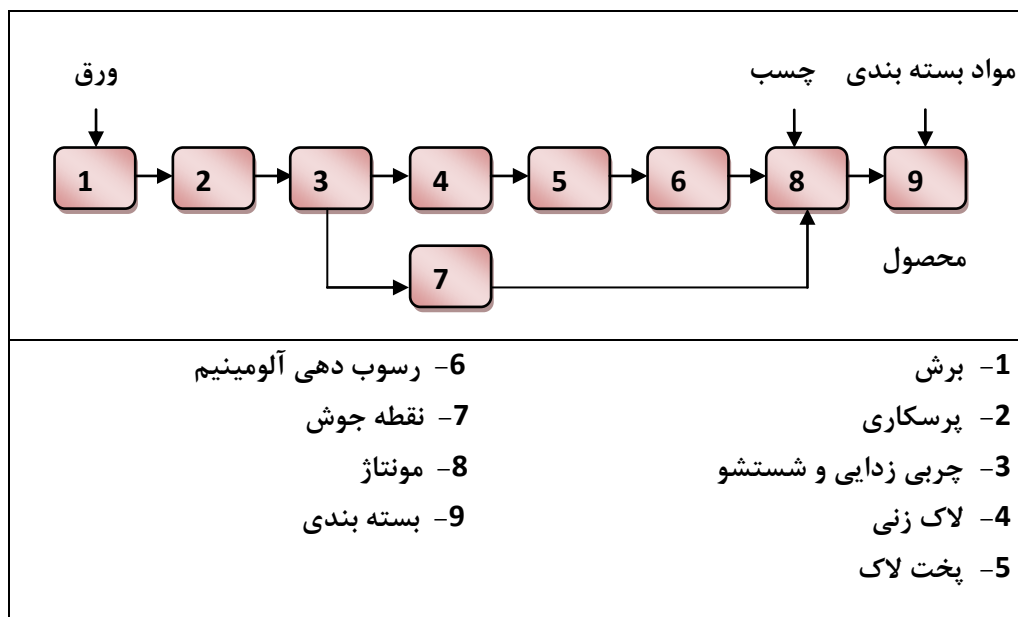 ورق
چسب
مواد بسته بندی
1 2 3 4 5 6 8 9
7
محصول
1- برش
2- پرسکاری
3- چربی زدایی و شستشو
4- لاک زنی
5- پخت لاک
6- رسوب دهی آلومینیم
7- نقطه جوش
8- مونتاژ
9- بسته بندی